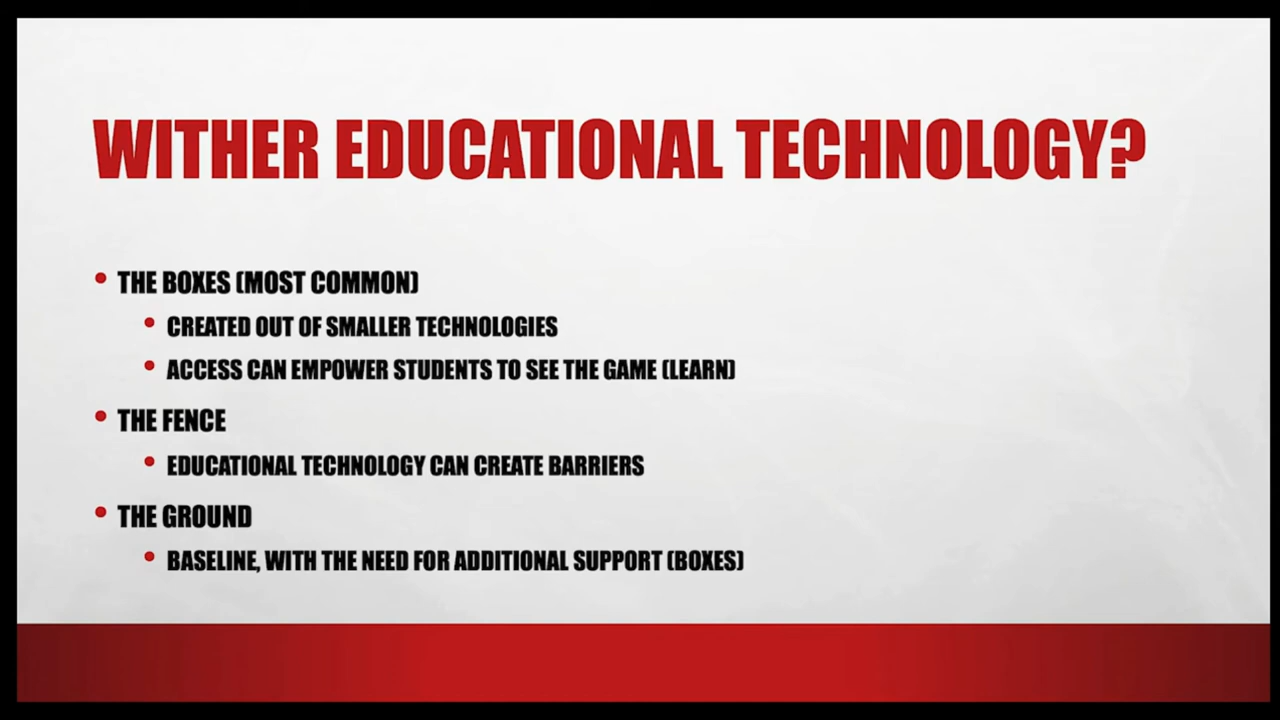 WITHER EDUCATIONAL TECHNOLOGY?
• THE BOXES (MOST COMMON)
• CREATED OUT OF SMALLER TECHNOLOGIES
• ACCESS CAN EMPOWER STUDENTS TO SEE THE GAME (LEARN)
• THE FENCE
• EDUCATIONAL TECHNOLOGY CAN CREATE BARRIERS
• THE GROUND
• BASELINE, WITH THE NEED FOR ADDITIONAL SUPPORT (BOXES)